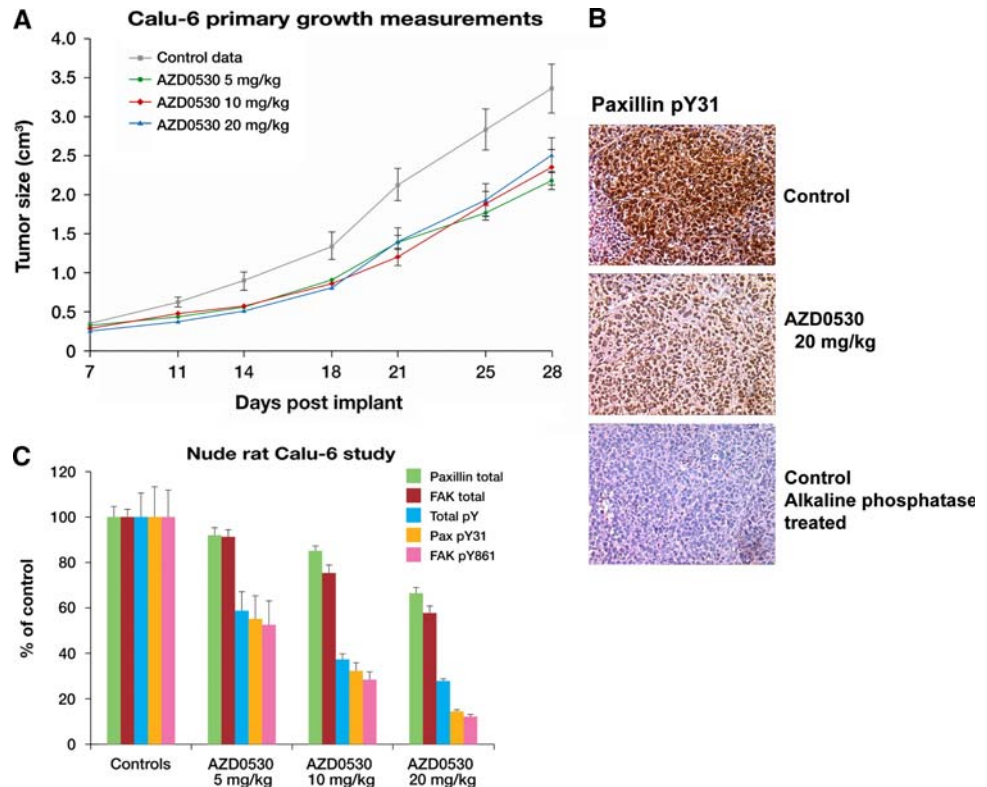 A
Calu-6 primary growth measurements
4.0
3.5
3.0
2.5
2.0
1.5
1.0
0.5
0
Tumor size (cm³)
Control data
AZD0530 5 mg/kg
AZD0530 10 mg/kg
AZD0530 20 mg/kg
7 11 14 18 21 25 28
Days post implant
B
Paxillin pY31
Control
AZD0530
20 mg/kg
Control
Alkaline phosphatase
treated
C
Nude rat Calu-6 study
120
100
80
60
40
20
0
% of control
Paxillin total
FAK total
Total pY
Pax pY31
FAK pY861
Controls
AZD0530
5 mg/kg
AZD0530
10 mg/kg
AZD0530
20 mg/kg